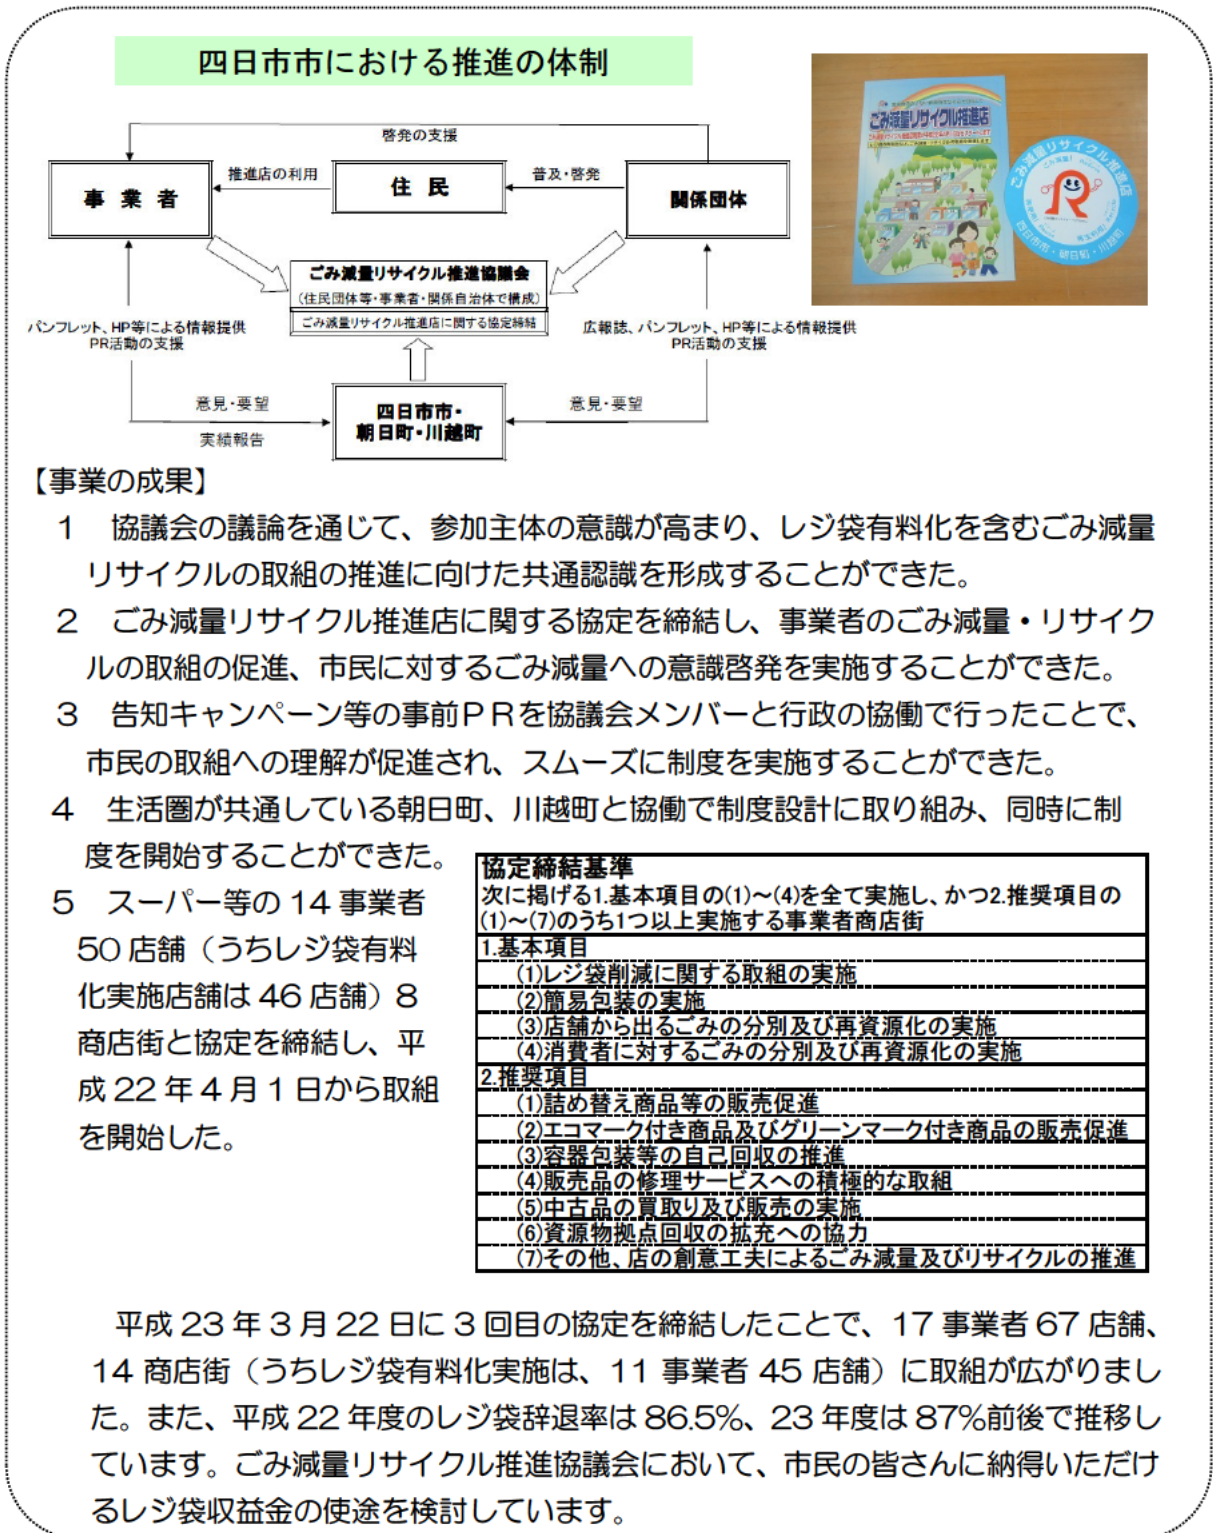 四日市市における推進の体制
ごみ減量リサイクル推進店
ごみ減量リサイクル推進店
ごみ減量!
R
四日市市・朝日町・川越町
啓発の支援
事業者
推進店の利用
住民
普及・啓発
関係団体
ごみ減量リサイクル推進協議会
(住民団体等・事業者・関係自治体で構成)
ごみ減量リサイクル推進店に関する協定締結
パンフレット、HP等による情報提供
PR活動の支援
広報誌、パンフレット、HP等による情報提供
PR活動の支援
意見・要望
実績報告
四日市市・
朝日町・川越町
意見・要望
【事業の成果】
1 協議会の議論を通じて、参加主体の意識が高まり、レジ袋有料化を含むごみ減量
リサイクルの取組の推進に向けた共通認識を形成することができた。
2 ごみ減量リサイクル推進店に関する協定を締結し、事業者のごみ減量・リサイク
ルの取組の促進、市民に対するごみ減量への意識啓発を実施することができた。
3 告知キャンペーン等の事前PRを協議会メンバーと行政の協働で行ったことで、
市民の取組への理解が促進され、スムーズに制度を実施することができた。
4 生活圏が共通している朝日町、川越町と協働で制度設計に取り組み、同時に制
度を開始することができた。
5 スーパー等の14事業者
50店舗（うちレジ袋有料
化実施店舗は46店舗）8
商店街と協定を締結し、平
成22年4月1日から取組
を開始した。
協定締結基準
次に掲げる1.基本項目の(1)~(4)を全て実施し、かつ2.推奨項目の
(1)~(7)のうち1つ以上実施する事業者商店街
1.基本項目
(1)レジ袋削減に関する取組の実施
(2)簡易包装の実施
(3)店舗から出るごみの分別及び再資源化の実施
(4)消費者に対するごみの分別及び再資源化の実施
2.推奨項目
(1)詰め替え商品等の販売促進
(2)エコマーク付き商品及びグリーンマーク付き商品の販売促進
(3)容器包装等の自己回収の推進
(4)販売品の修理サービスへの積極的な取組
(5)中古品の買取り及び販売の実施
(6)資源物拠点回収の拡充への協力
(7)その他、店の創意工夫によるごみ減量及びリサイクルの推進
平成23年3月22日に3回目の協定を締結したことで、17事業者67店舗、
14商店街（うちレジ袋有料化実施は、11事業者45店舗）に取組が広がりまし
た。また、平成22年度のレジ袋辞退率は86.5%、23年度は87%前後で推移し
ています。ごみ減量リサイクル推進協議会において、市民の皆さんに納得いただけ
るレジ袋収益金の使途を検討しています。